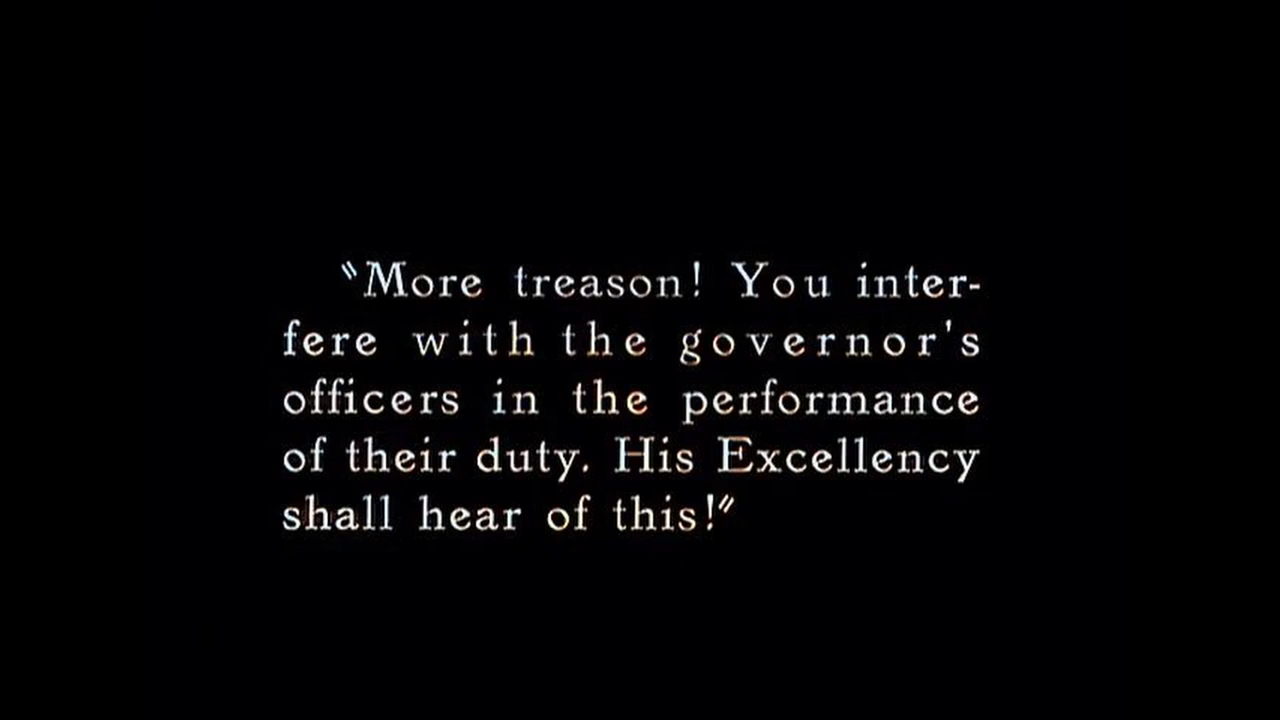 “More treason! You inter-
fere with the governor's
officers in the performance
of their duty. His Excellency
shall hear of this!”